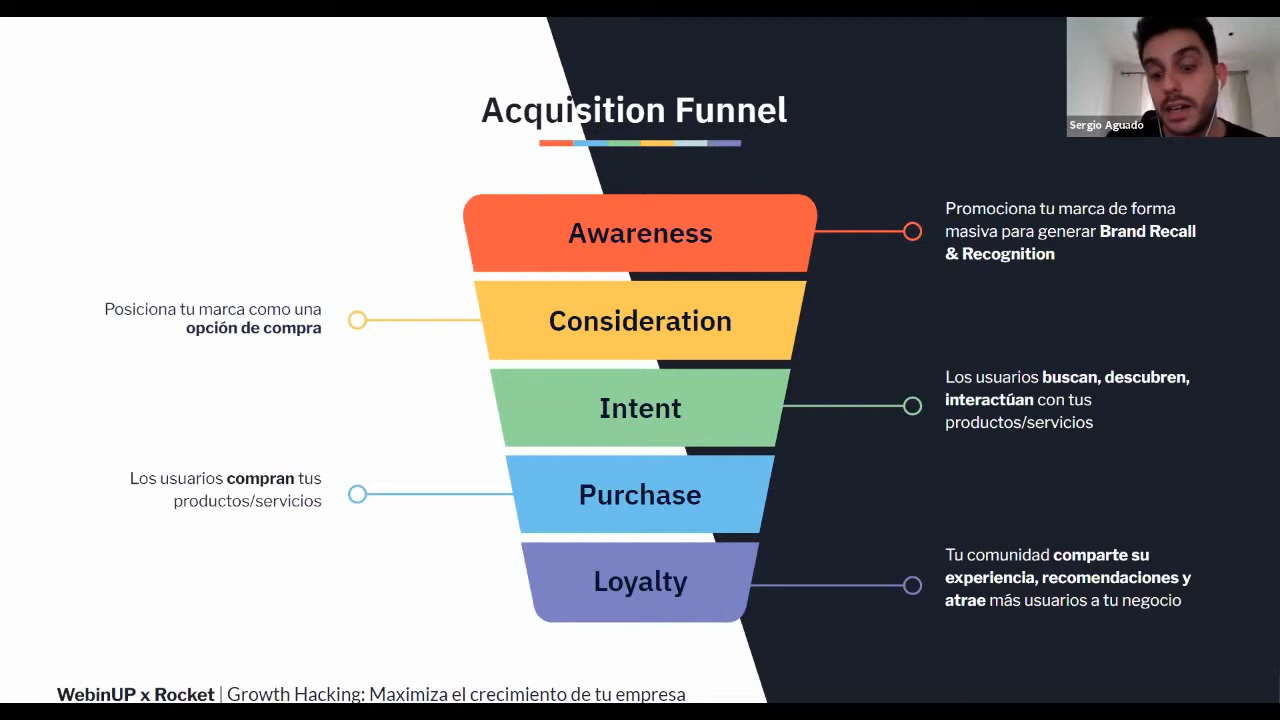 Acquisition Funnel
Sergio Aguado
Awareness
Promociona tu marca de forma
masiva para generar Brand Recall
& Recognition
Posiciona tu marca como una
opción de compra
Consideration
Intent
Los usuarios buscan, descubren,
interactúan con tus
productos/servicios
Los usuarios compran tus
productos/servicios
Purchase
Loyalty
Tu comunidad comparte su
experiencia, recomendaciones y
atrae más usuarios a tu negocio
WebinUP x Rocket | Growth Hacking: Maximiza el crecimiento de tu empresa